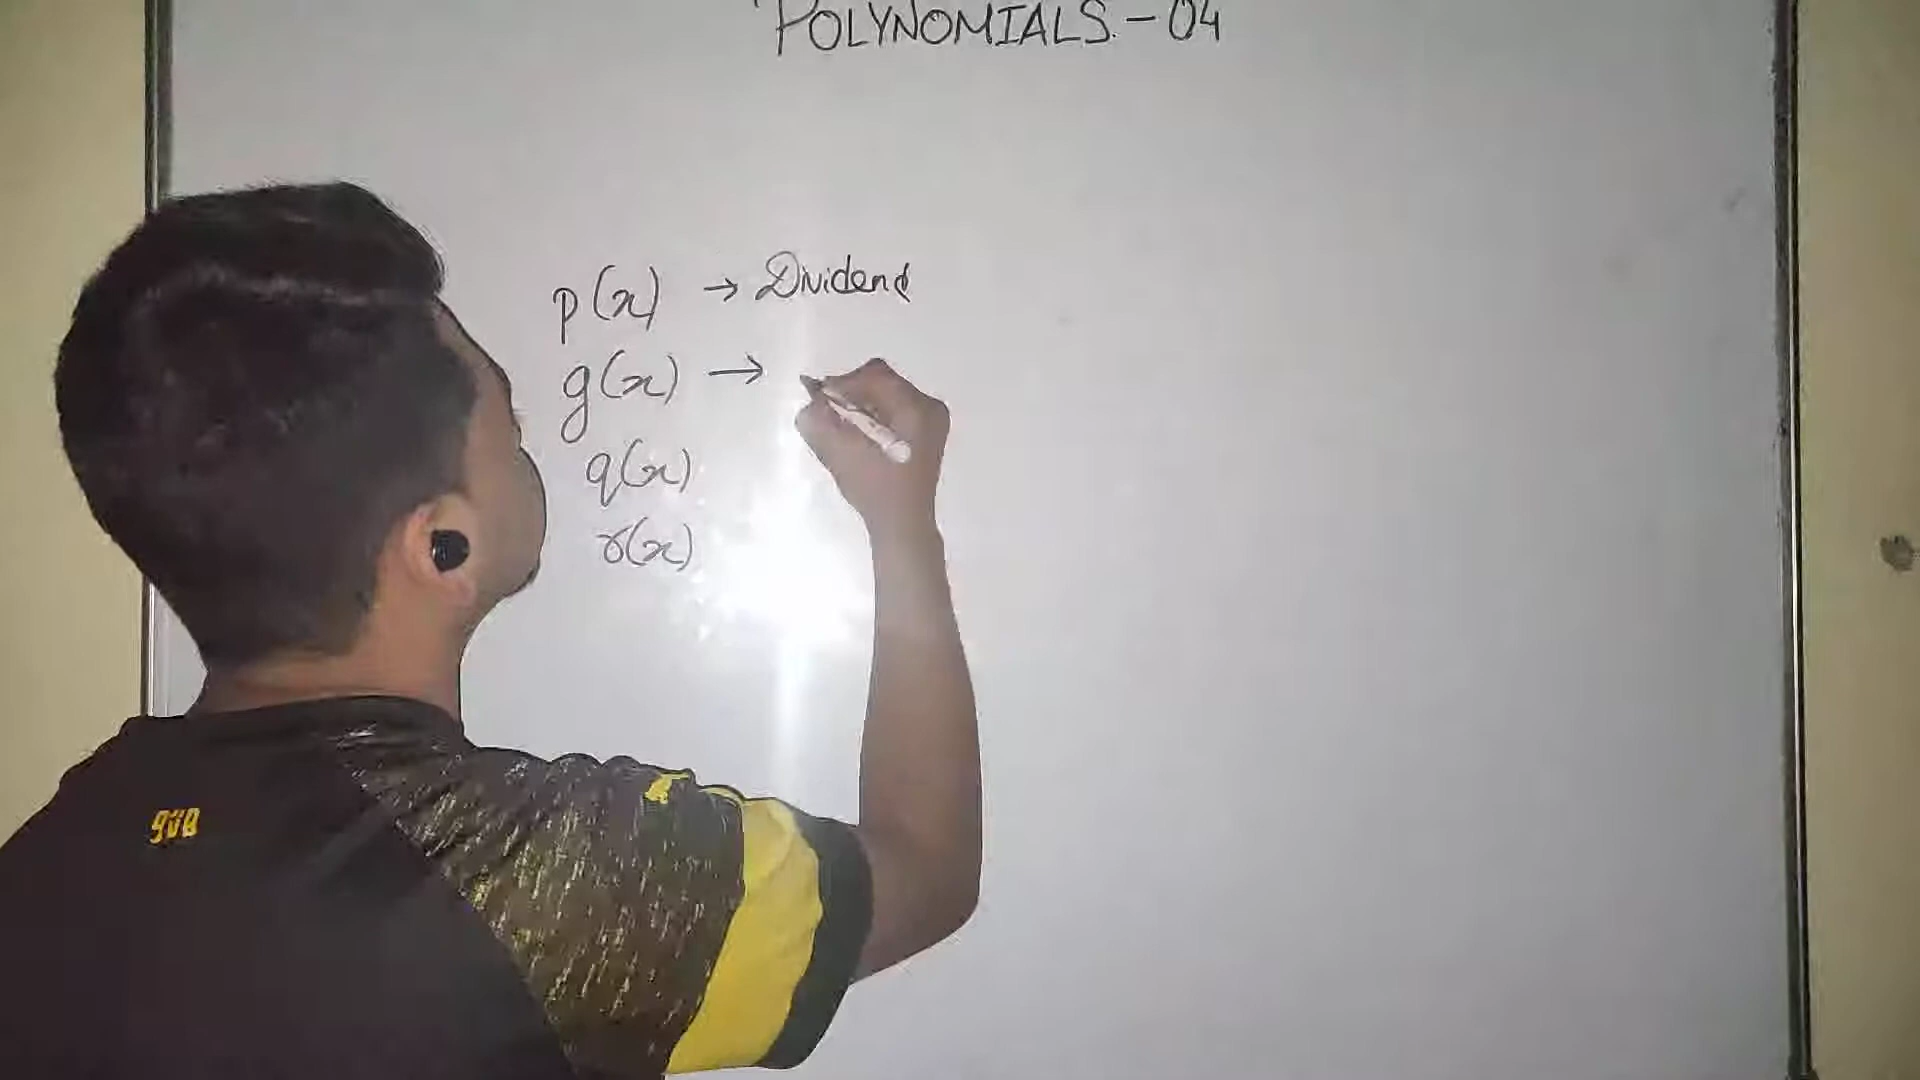 POLYNOMIALS.-04
p(x) → Dividend
g(x) →
q(x)
r(x)